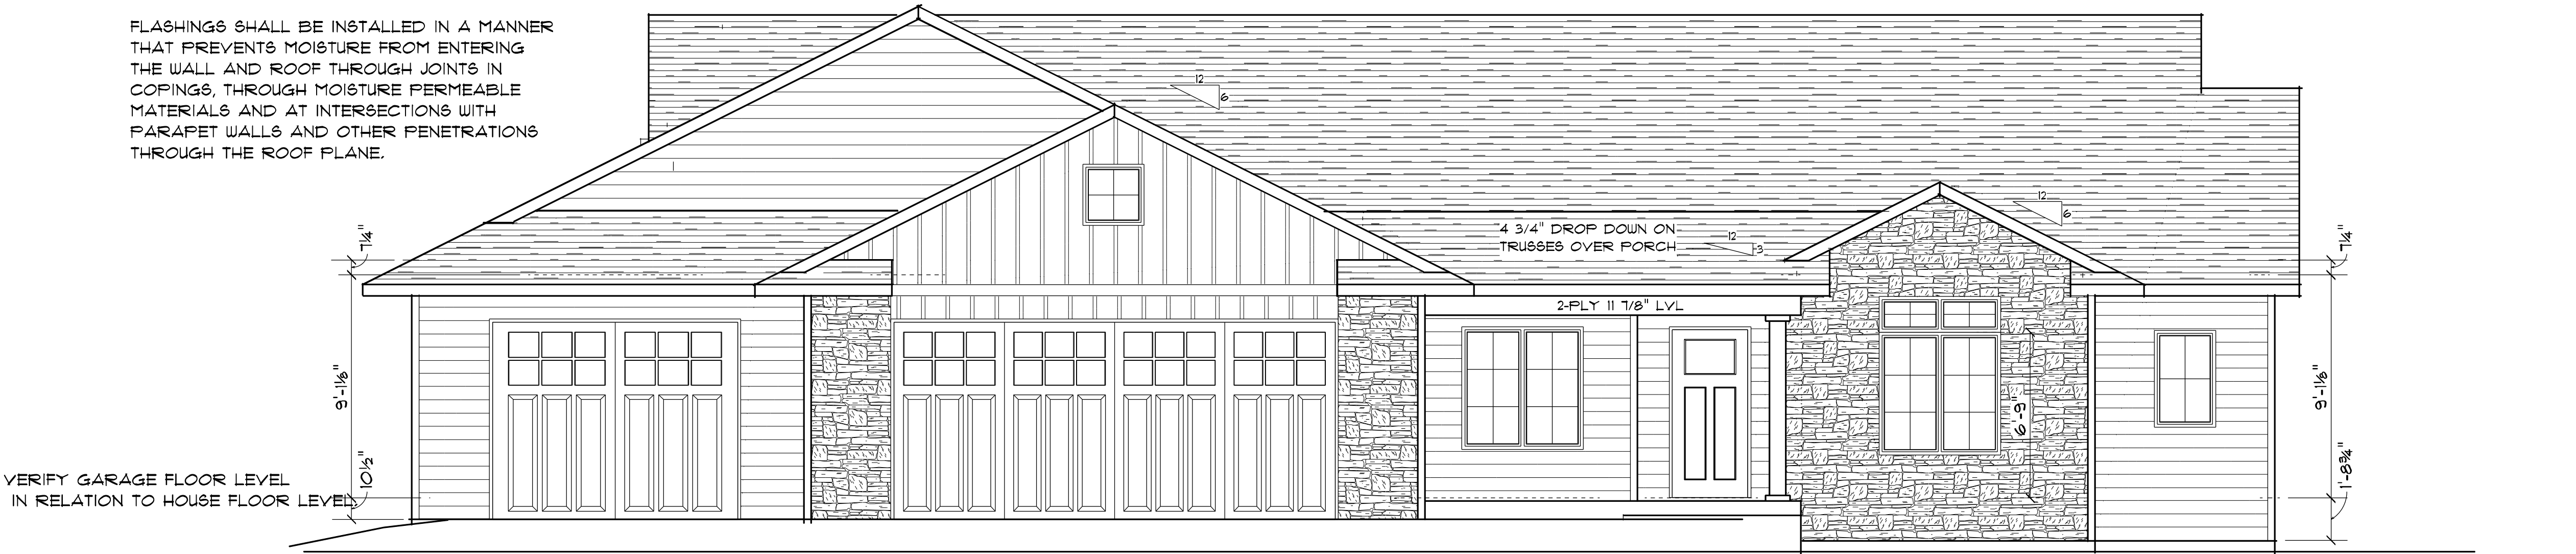 FLASHINGS SHALL BE INSTALLED IN A MANNER
THAT PREVENTS MOISTURE FROM ENTERING
THE WALL AND ROOF THROUGH JOINTS IN
COPINGS, THROUGH MOISTURE PERMEABLE
MATERIALS AND AT INTERSECTIONS WITH
PARAPET WALLS AND OTHER PENETRATIONS
THROUGH THE ROOF PLANE.
12
6
12
6
4 3/4" DROP DOWN ON
TRUSSES OVER PORCH
12
3
7¼"
7¼"
2-PLY 11 7/8" LVL
9'-1⅛"
9'-1⅛"
6'-9"
10½"
1'-8¾"
VERIFY GARAGE FLOOR LEVEL
IN RELATION TO HOUSE FLOOR LEVEL.